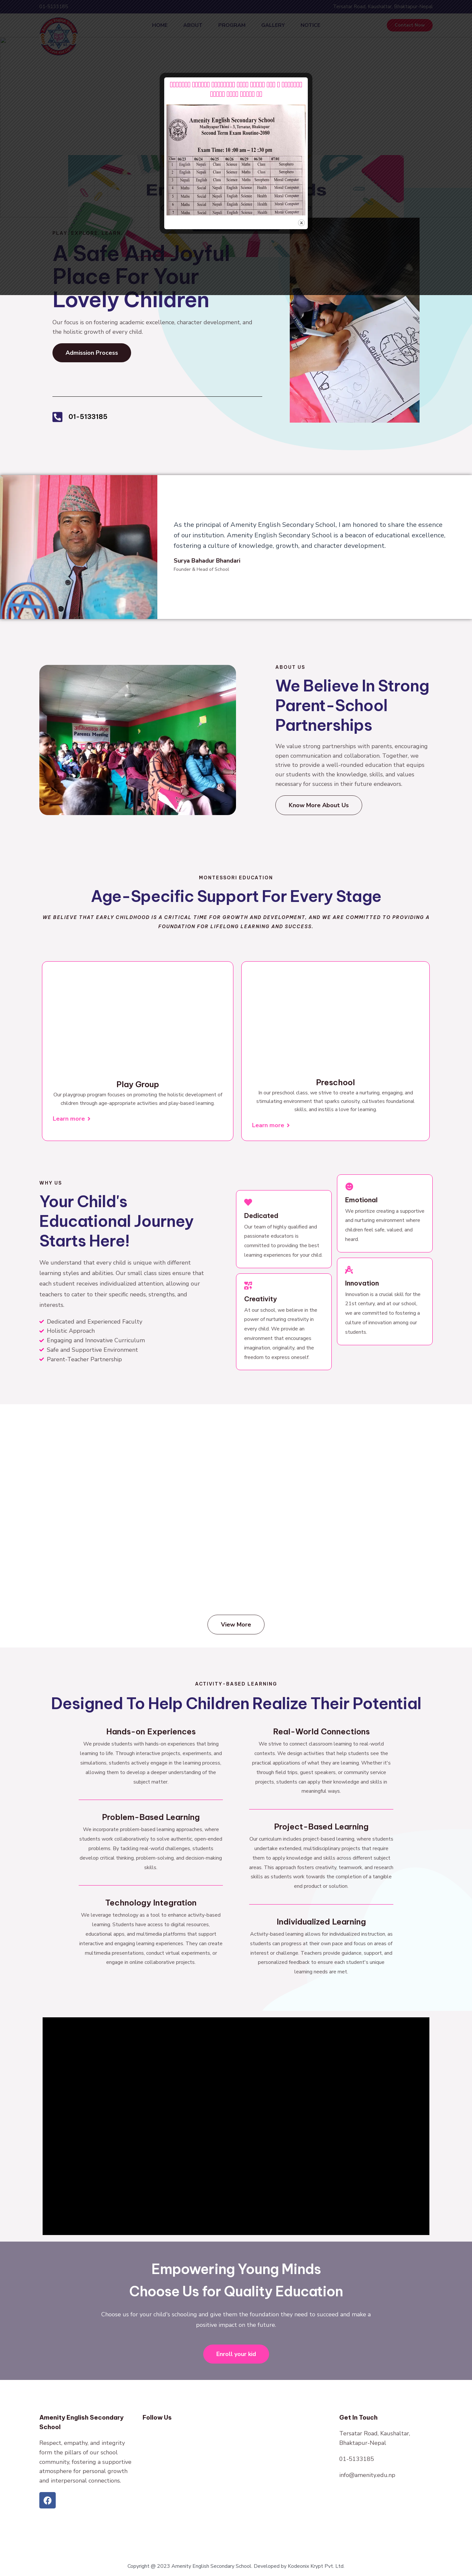 01-5133185
Tersatar Road, Kaushaltar, Bhaktapur-Nepal
HOME ABOUT PROGRAM GALLERY NOTICE
Contact Now
Amenity English Secondary School
Second Term Exam Routine-
Exam Time: 10 :00 am - 12 :30 pm
PLAY
A Safe And Joyful
Place For Your
Lovely Children
Our focus is on fostering academic excellence, character development, and
the holistic growth of every child.
Admission Process
01-5133185
As the principal of Amenity English Secondary School, I am honored to share the essence
of our institution. Amenity English Secondary School is a beacon of educational excellence,
fostering a culture of knowledge, growth, and character development.
Surya Bahadur Bhandari
Founder & Head of School
ABOUT US
We Believe In Strong
Parent-School
Partnerships
We value strong partnerships with parents, encouraging
open communication and collaboration. Together, we
strive to provide a well-rounded education that equips
our students with the knowledge, skills, and values
necessary for success in their future endeavors.
Know More About Us
MONTESSORI EDUCATION
Age-Specific Support For Every Stage
WE BELIEVE THAT EARLY CHILDHOOD IS A CRITICAL TIME FOR GROWTH AND DEVELOPMENT, AND WE ARE COMMITTED TO PROVIDING A
FOUNDATION FOR LIFELONG LEARNING AND SUCCESS.
Play Group
Our playgroup program focuses on promoting the holistic development of
children through age-appropriate activities and play-based learning.
Learn more
Preschool
In our preschool class, we strive to create a nurturing, engaging, and
stimulating environment that sparks curiosity, cultivates foundational
skills, and instills a love for learning.
Learn more
WHY US
Your Child's
Educational Journey
Starts Here!
We understand that every child is unique with different
learning styles and abilities. Our small class sizes ensure that
each student receives individualized attention, allowing our
teachers to cater to their specific needs, strengths, and
interests.
Dedicated and Experienced Faculty
Holistic Approach
Engaging and Innovative Curriculum
Safe and Supportive Environment
Parent-Teacher Partnership
Dedicated
Our team of highly qualified and
passionate educators is
committed to providing the best
learning experiences for your child.
Creativity
At our school, we believe in the
power of nurturing creativity in
every child. We provide an
environment that encourages
imagination, originality, and the
freedom to express oneself.
Emotional
We prioritize creating a supportive
and nurturing environment where
children feel safe, valued, and
heard.
Innovation
Innovation is a crucial skill for the
21st century, and at our school,
we are committed to fostering a
culture of innovation among our
students.
View More
ACTIVITY-BASED LEARNING
Designed To Help Children Realize Their Potential
Hands-on Experiences
We provide students with hands-on experiences that bring
learning to life. Through interactive projects, experiments, and
simulations, students actively engage in the learning process,
allowing them to develop a deeper understanding of the
subject matter.
Problem-Based Learning
We incorporate problem-based learning approaches, where
students work collaboratively to solve authentic, open-ended
problems. By tackling real-world challenges, students
develop critical thinking, problem-solving, and decision-making
skills.
Technology Integration
We leverage technology as a tool to enhance activity-based
learning. Students have access to digital resources,
educational apps, and multimedia platforms that support
interactive and engaging learning experiences. They can create
multimedia presentations, conduct virtual experiments, or
engage in online collaborative projects.
Real-World Connections
We strive to connect classroom learning to real-world
contexts. We design activities that help students see the
practical applications of what they are learning. Whether it's
through field trips, guest speakers, or community service
projects, students can apply their knowledge and skills in
meaningful ways.
Project-Based Learning
Our curriculum includes project-based learning, where students
undertake extended, multidisciplinary projects that require
them to apply knowledge and skills across different subject
areas. This approach fosters creativity, teamwork, and research
skills as students work towards the completion of a tangible
end product or solution.
Individualized Learning
Activity-based learning allows for individualized instruction, as
students can progress at their own pace and focus on areas of
interest or challenge. Teachers provide guidance, support, and
personalized feedback to ensure each student's unique
learning needs are met.
Empowering Young Minds
Choose Us for Quality Education
Choose us for your child's schooling and give them the foundation they need to succeed and make a
positive impact on the future.
Enroll your kid
Amenity English Secondary
School
Respect, empathy, and integrity
form the pillars of our school
community, fostering a supportive
atmosphere for personal growth
and interpersonal connections.
Follow Us
Get In Touch
Tersatar Road, Kaushaltar,
Bhaktapur-Nepal
01-5133185
info@amenity.edu.np
Copyright @ 2023 Amenity English Secondary School. Developed by Kodeorie Krypt Pvt. Ltd